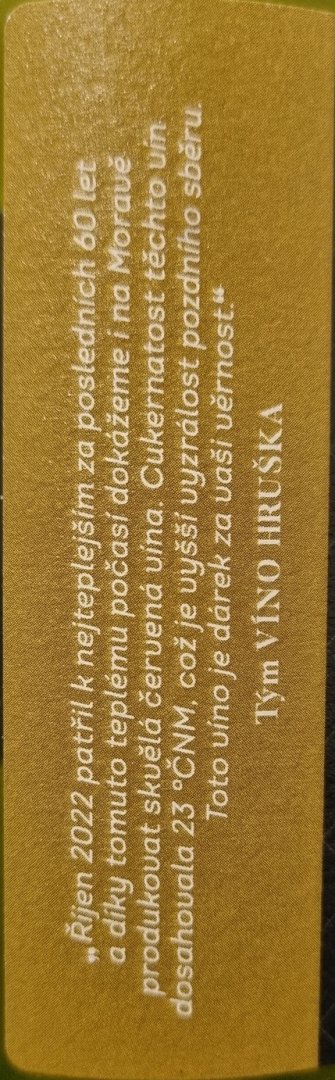 „Říjen 2022 patřil k nejteplejším za posledních 60 let
a díky tomuto teplému počasí dokážeme i na Moravě
produkovat skvělá červená vína. Cukernatost těchto vín
dosahovala 23 °ČNM, což je vyšší vyzrálost pozdního sběru.
Toto víno je dárek za vaši věrnost.“
Tým VÍNO HRUŠKA